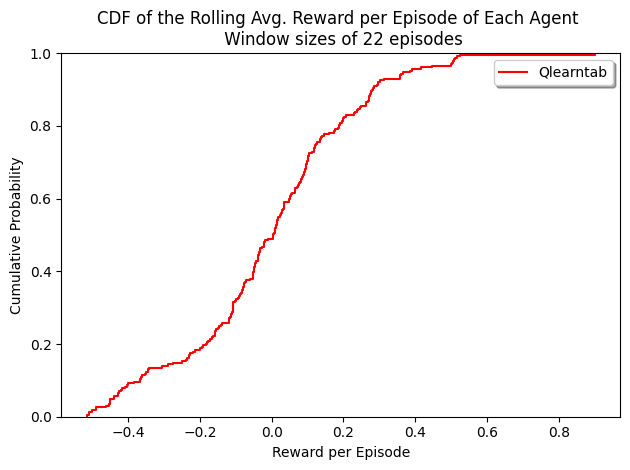 CDF of the Rolling Avg. Reward per Episode of Each Agent
Window sizes of 22 episodes
Qlearntab
Cumulative Probability
1.0
0.8
0.6
0.4
0.2
0.0
−0.4
−0.2
0.0
0.2
0.4
0.6
0.8
Reward per Episode